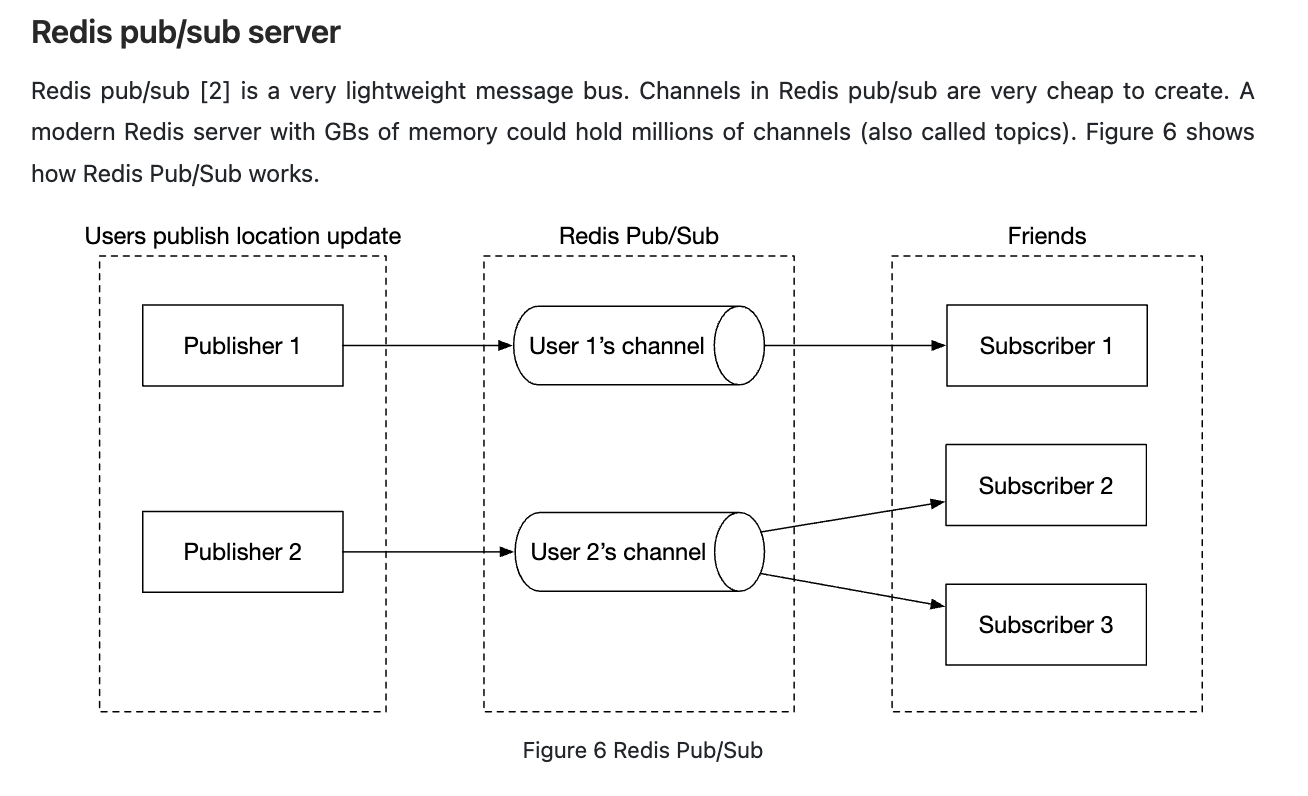 Redis pub/sub server
Redis pub/sub [2] is a very lightweight message bus. Channels in Redis pub/sub are very cheap to create. A
modern Redis server with GBs of memory could hold millions of channels (also called topics). Figure 6 shows
how Redis Pub/Sub works.
Users publish location update
Redis Pub/Sub
Friends
Publisher 1
User 1’s channel
Subscriber 1
Subscriber 2
Publisher 2
User 2’s channel
Subscriber 3
Figure 6 Redis Pub/Sub